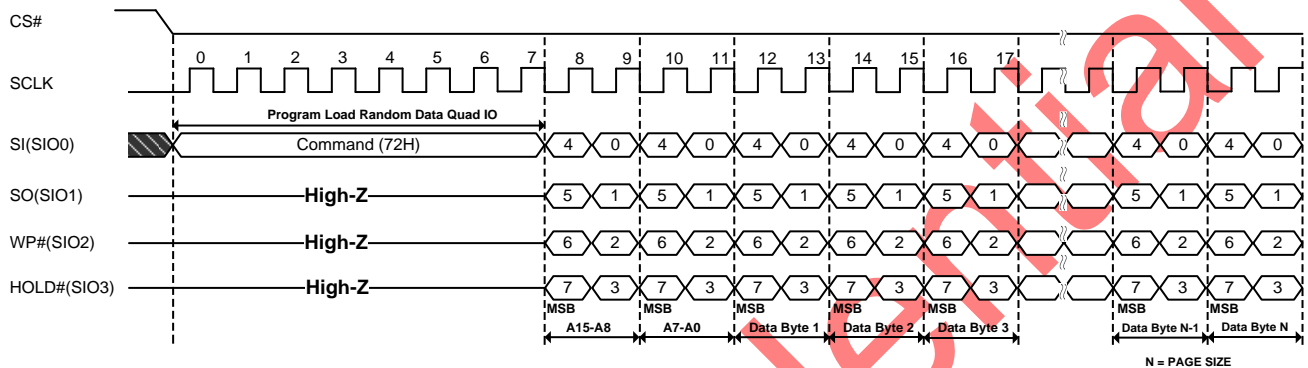 CS#
0 1 2 3 4 5 6 7 8 9 10 11 12 13 14 15 16 17
SCLK
Program Load Random Data Quad IO
SI(SIO0) Command (72H) 4 0 4 0 4 0 4 0 4 0 4 0 4 0
SO(SIO1) High-Z 5 1 5 1 5 1 5 1 5 1 5 1 5 1
WP#(SIO2) High-Z 6 2 6 2 6 2 6 2 6 2 6 2 6 2
HOLD#(SIO3) High-Z 7 3 7 3 7 3 7 3 7 3 7 3 7 3
MSB MSB MSB MSB MSB MSB MSB
A15-A8 A7-A0 Data Byte 1 Data Byte 2 Data Byte 3 Data Byte N-1 Data Byte N
N = PAGE SIZE